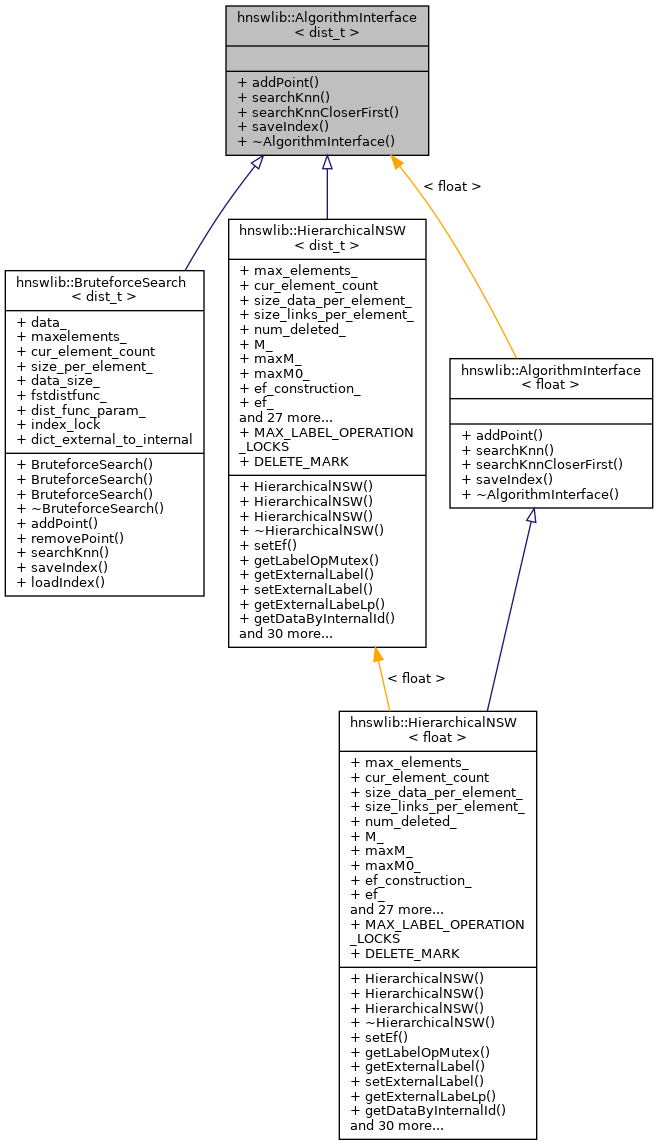 hnswlib::AlgorithmInterface
< dist_t >
+ addPoint()
+ searchKnn()
+ searchKnnCloserFirst()
+ saveIndex()
+ ~AlgorithmInterface()
< float >
hnswlib::BruteforceSearch
< dist_t >
+ data_
+ maxelements_
+ cur_element_count
+ size_per_element_
+ data_size_
+ fstdistfunc_
+ dist_func_param_
+ index_lock
+ dict_external_to_internal
+ BruteforceSearch()
+ BruteforceSearch()
+ BruteforceSearch()
+ ~BruteforceSearch()
+ addPoint()
+ removePoint()
+ searchKnn()
+ saveIndex()
+ loadIndex()
hnswlib::HierarchicalNSW
< dist_t >
+ max_elements_
+ cur_element_count
+ size_data_per_element_
+ size_links_per_element_
+ num_deleted_
+ M_
+ maxM_
+ maxM0_
+ ef_construction_
+ ef_
and 27 more...
+ MAX_LABEL_OPERATION
_LOCKS
+ DELETE_MARK
+ HierarchicalNSW()
+ HierarchicalNSW()
+ HierarchicalNSW()
+ ~HierarchicalNSW()
+ setEf()
+ getLabelOpMutex()
+ getExternalLabel()
+ setExternalLabel()
+ getExternalLabeLp()
+ getDataByInternalId()
and 30 more...
hnswlib::AlgorithmInterface
< float >
+ addPoint()
+ searchKnn()
+ searchKnnCloserFirst()
+ saveIndex()
+ ~AlgorithmInterface()
< float >
hnswlib::HierarchicalNSW
< float >
+ max_elements_
+ cur_element_count
+ size_data_per_element_
+ size_links_per_element_
+ num_deleted_
+ M_
+ maxM_
+ maxM0_
+ ef_construction_
+ ef_
and 27 more...
+ MAX_LABEL_OPERATION
_LOCKS
+ DELETE_MARK
+ HierarchicalNSW()
+ HierarchicalNSW()
+ HierarchicalNSW()
+ ~HierarchicalNSW()
+ setEf()
+ getLabelOpMutex()
+ getExternalLabel()
+ setExternalLabel()
+ getExternalLabeLp()
+ getDataByInternalId()
and 30 more...